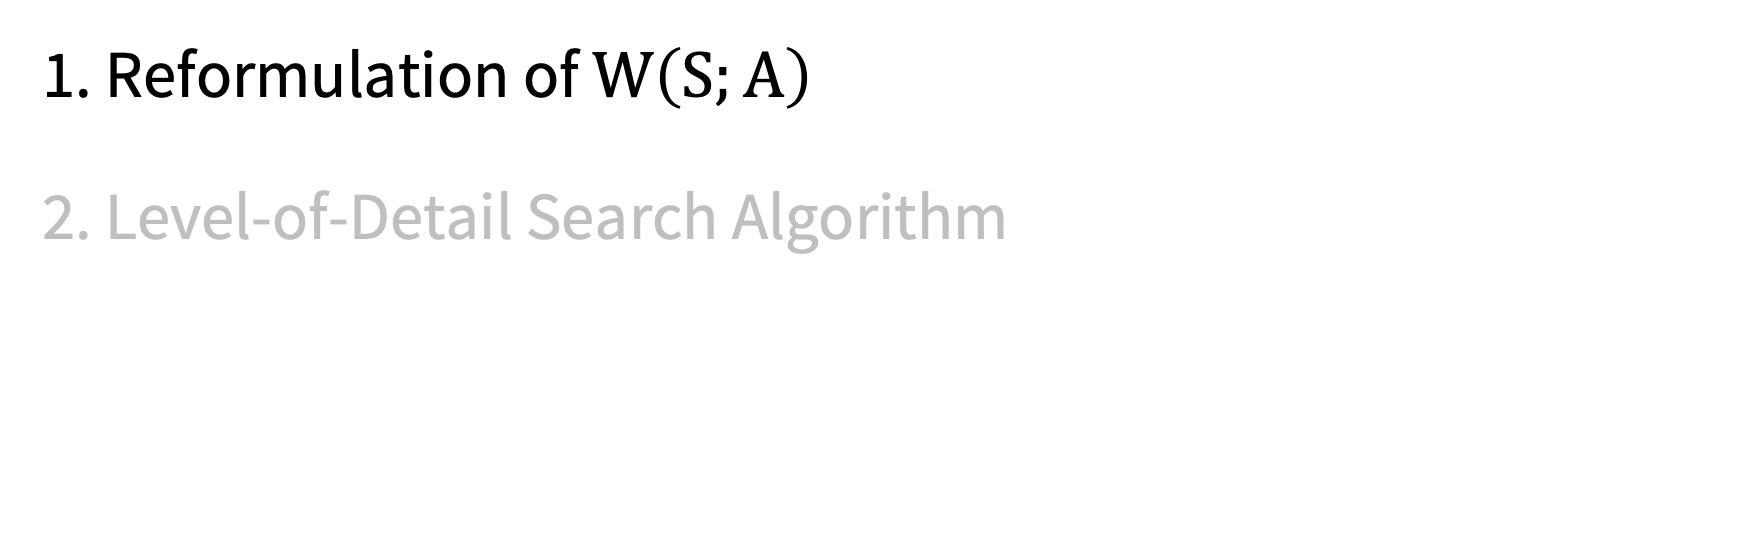 1. Reformulation of W(S; A)
2. Level-of-Detail Search Algorithm